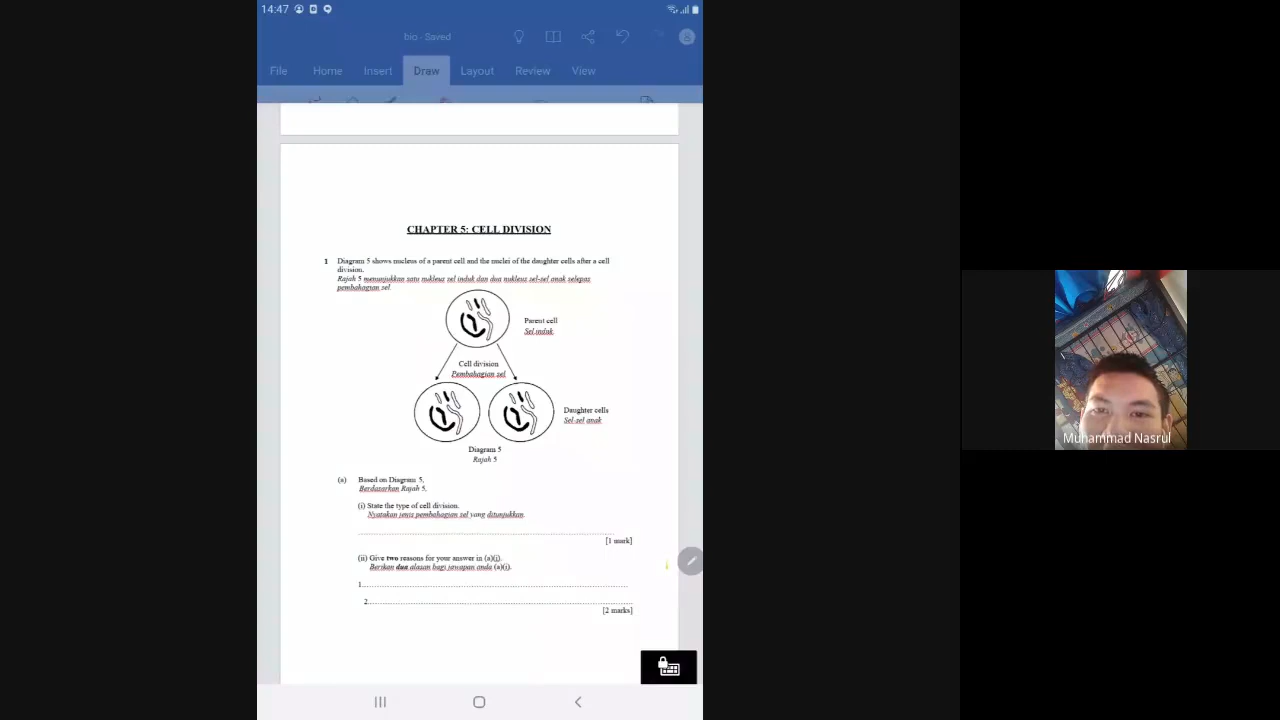 14:47
bio - Saved
File Home Insert Draw Layout Review View
CHAPTER 5: CELL DIVISION
1 Diagram 5 shows nucleus of a parent cell and the nuclei of the daughter cells after a cell
division.
Rajah 5 menunjukkan satu nukleus sel induk dan dua nukleus sel-sel anak selepas
pembahagian sel.
Parent cell
Sel induk
Cell division
Pembahagian sel
Daughter cells
Sel-sel anak
Diagram 5
Rajah 5
(a) Based on Diagram 5,
Berdasarkan Rajah 5,
(i) State the type of cell division.
Nyatakan jenis pembahagian sel yang ditunjukkan.
[1 mark]
(ii) Give two reasons for your answer in (a)(i).
Berikan dua alasan bagi jawapan anda (a)(i).
1.
2.
[2 marks]
Muhammad Nasrul